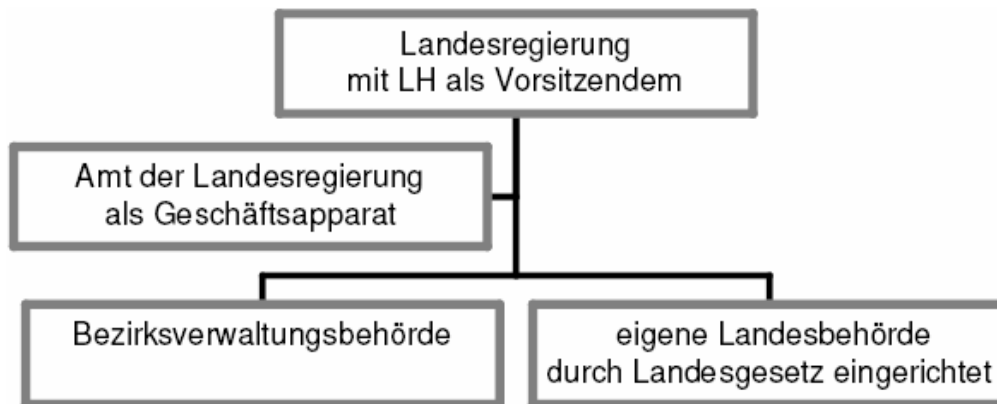 Landesregierung
mit LH als Vorsitzendem
Amt der Landesregierung
als Geschäftsapparat
Bezirksverwaltungsbehörde
eigene Landesbehörde
durch Landesgesetz eingerichtet